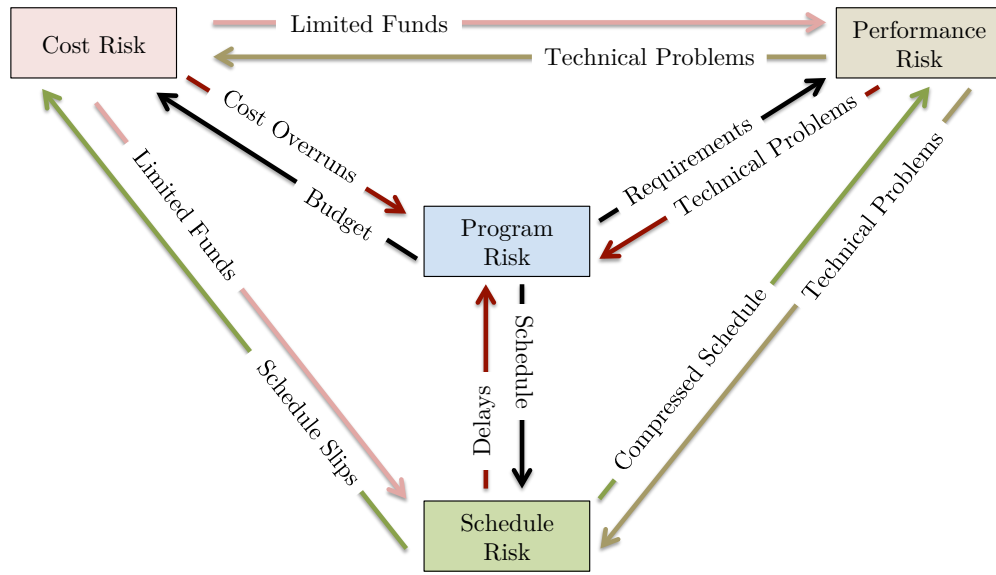 Cost Risk
Limited Funds
Technical Problems
Performance
Risk
Cost Overruns
Budget
Requirements
Technical Problems
Limited Funds
Schedule Slips
Program
Risk
Delays
Schedule
Compressed Schedule
Technical Problems
Schedule
Risk